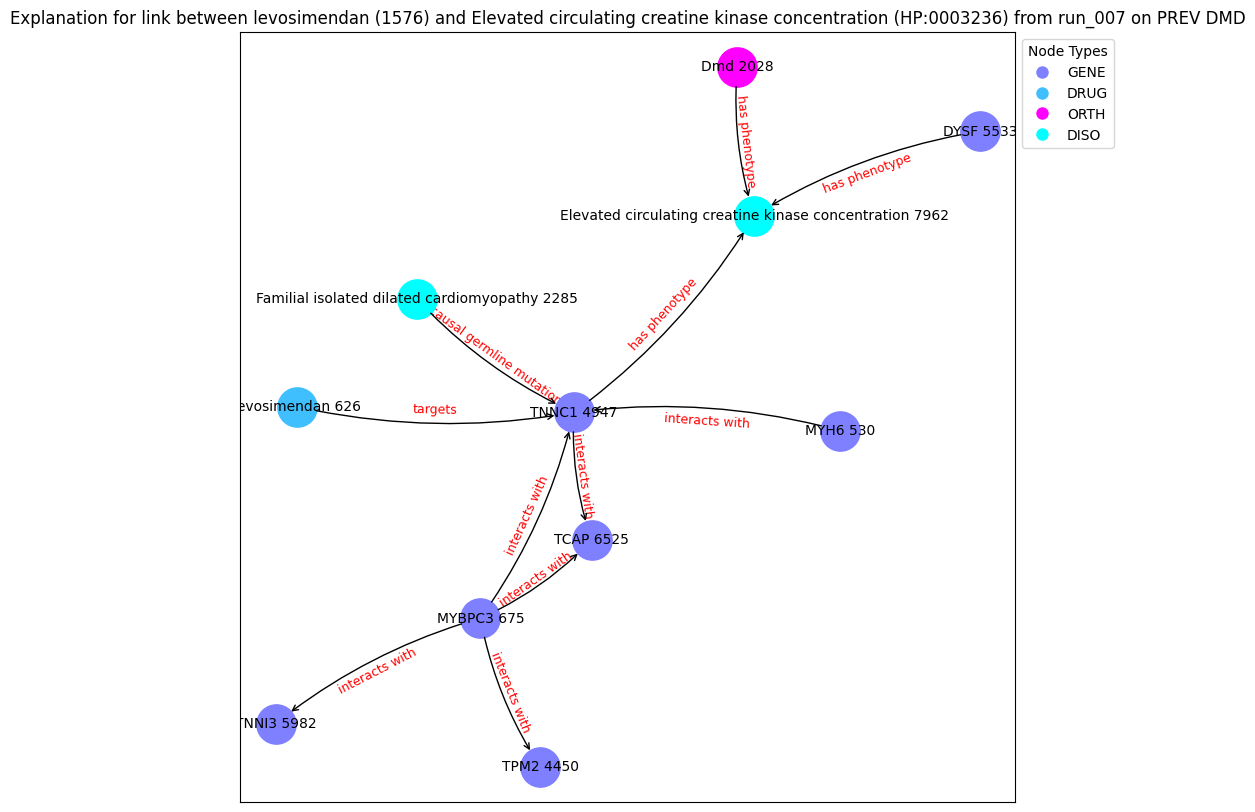 Explanation for link between levosimendan (1576) and Elevated circulating creatine kinase concentration (HP:0003236) from run_007 on PREV DMD
Node Types
GENE
DRUG
ORTH
DISO
Dmd 2028
has phenotype
DYSF 5533
has phenotype
Elevated circulating creatine kinase concentration 7962
Familial isolated dilated cardiomyopathy 2285
has phenotype
ausal germline mutation
evosimendan 626
targets
TNNC1 4947
interacts with
MYH6 530
interacts with
interacts with
TCAP 6525
interacts with
MYBPC3 675
interacts with
interacts with
TNNI3 5982
TPM2 4450